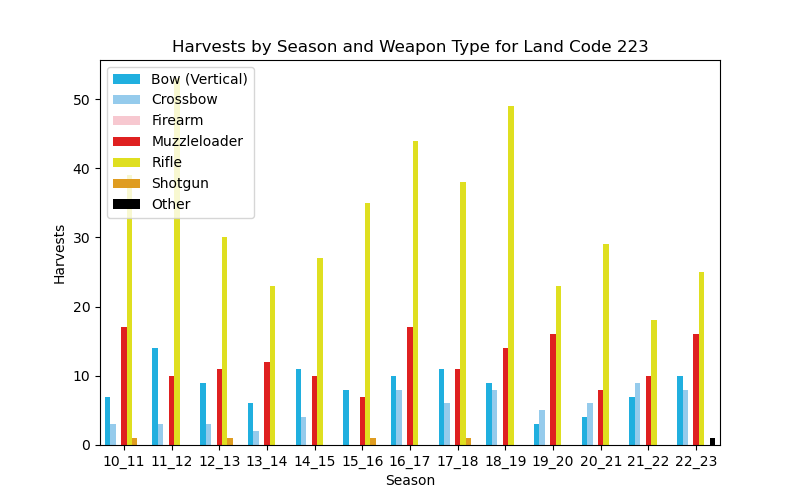 Harvests by Season and Weapon Type for Land Code 223
Bow (Vertical)
Crossbow
Firearm
Muzzleloader
Rifle
Shotgun
Other
50
40
30
20
10
0
Harvests
10_11 11_12 12_13 13_14 14_15 15_16 16_17 17_18 18_19 19_20 20_21 21_22 22_23
Season